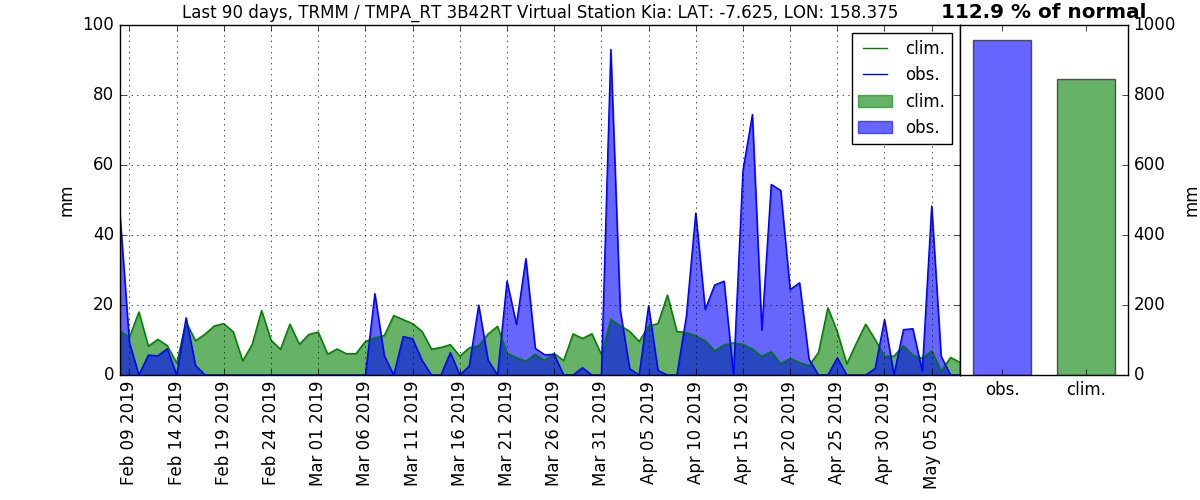 Last 90 days, TRMM / TMPA_RT 3B42RT Virtual Station Kia: LAT: -7.625, LON: 158.375
112.9 % of normal
100
80
60
40
20
0
mm
clim.
obs.
clim.
obs.
1000
800
600
400
200
0
mm
obs.
clim.
Feb 09 2019
Feb 14 2019
Feb 19 2019
Feb 24 2019
Mar 01 2019
Mar 06 2019
Mar 11 2019
Mar 16 2019
Mar 21 2019
Mar 26 2019
Mar 31 2019
Apr 05 2019
Apr 10 2019
Apr 15 2019
Apr 20 2019
Apr 25 2019
Apr 30 2019
May 05 2019